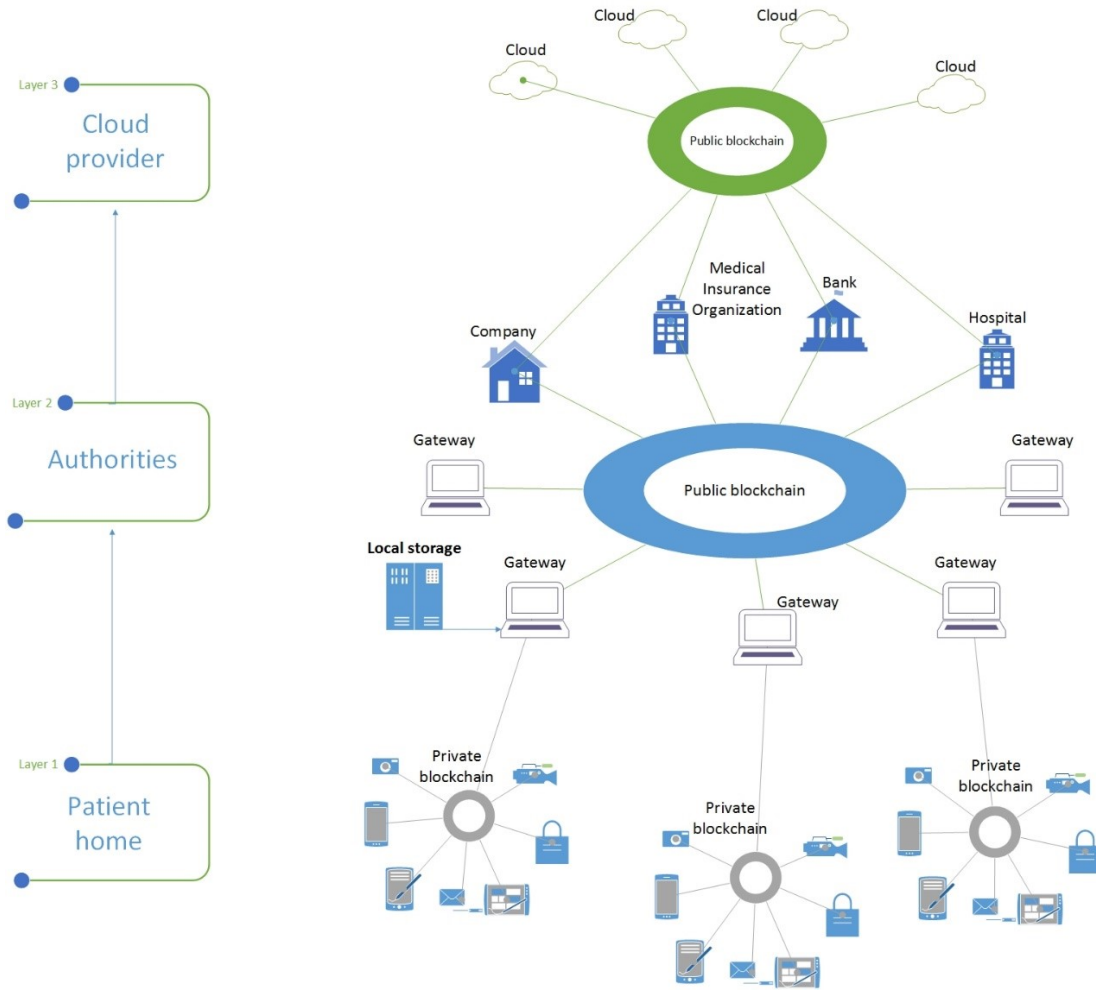 Cloud
Cloud
Cloud
Cloud
Layer 3
Cloud
provider
Public blockchain
Medical
Insurance
Organization
Bank
Company
Hospital
Layer 2
Authorities
Gateway
Gateway
Public blockchain
Local storage
Gateway
Gateway
Gateway
Layer 1
Patient
home
Private
blockchain
Private
blockchain
Private
blockchain